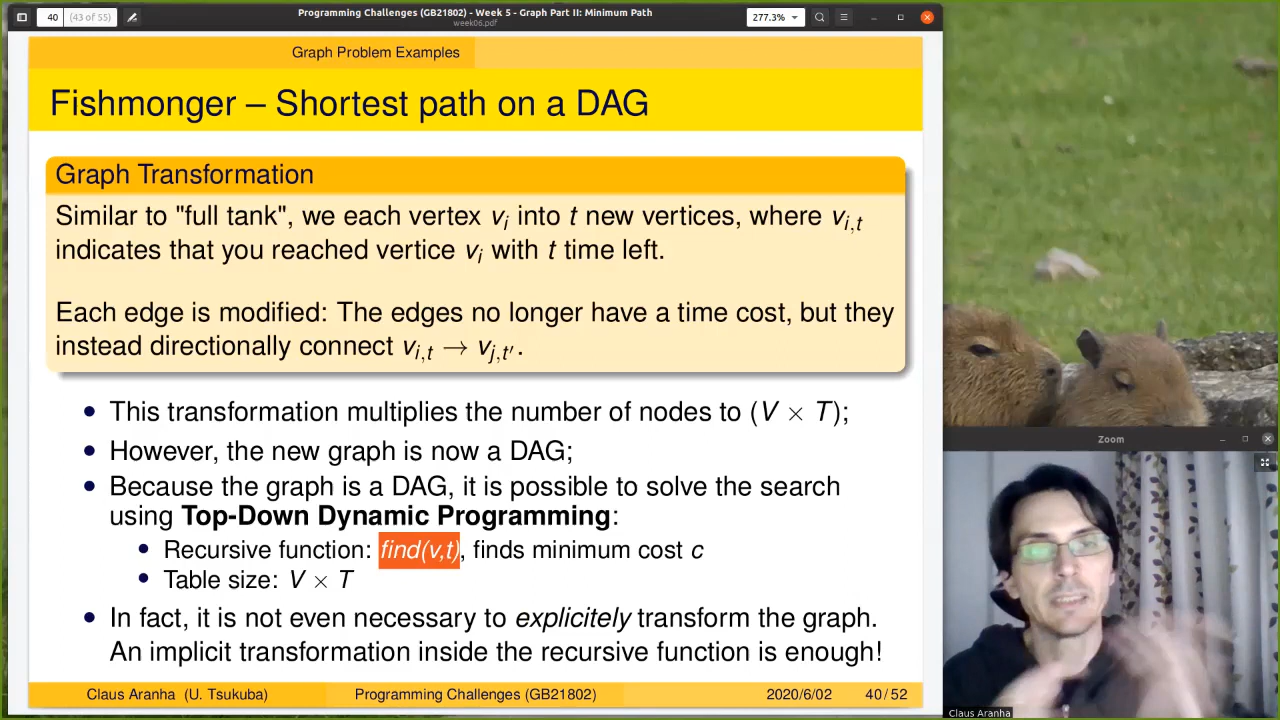 40
(43 of 55)
Programming Challenges (GB21802) - Week 5 - Graph Part II: Minimum Path
week06.pdf
277.3%
Graph Problem Examples
Fishmonger – Shortest path on a DAG
Graph Transformation
Similar to "full tank", we each vertex vi into t new vertices, where vi,t
indicates that you reached vertice vi with t time left.
Each edge is modified: The edges no longer have a time cost, but they
instead directionally connect vi,t → vj,t′.
• This transformation multiplies the number of nodes to (V × T);
• However, the new graph is now a DAG;
• Because the graph is a DAG, it is possible to solve the search
using Top-Down Dynamic Programming:
• Recursive function: find(v,t), finds minimum cost c
• Table size: V × T
• In fact, it is not even necessary to explicitely transform the graph.
An implicit transformation inside the recursive function is enough!
Claus Aranha (U. Tsukuba)
Programming Challenges (GB21802)
2020/6/02
40 / 52
Zoom
Claus Aranha